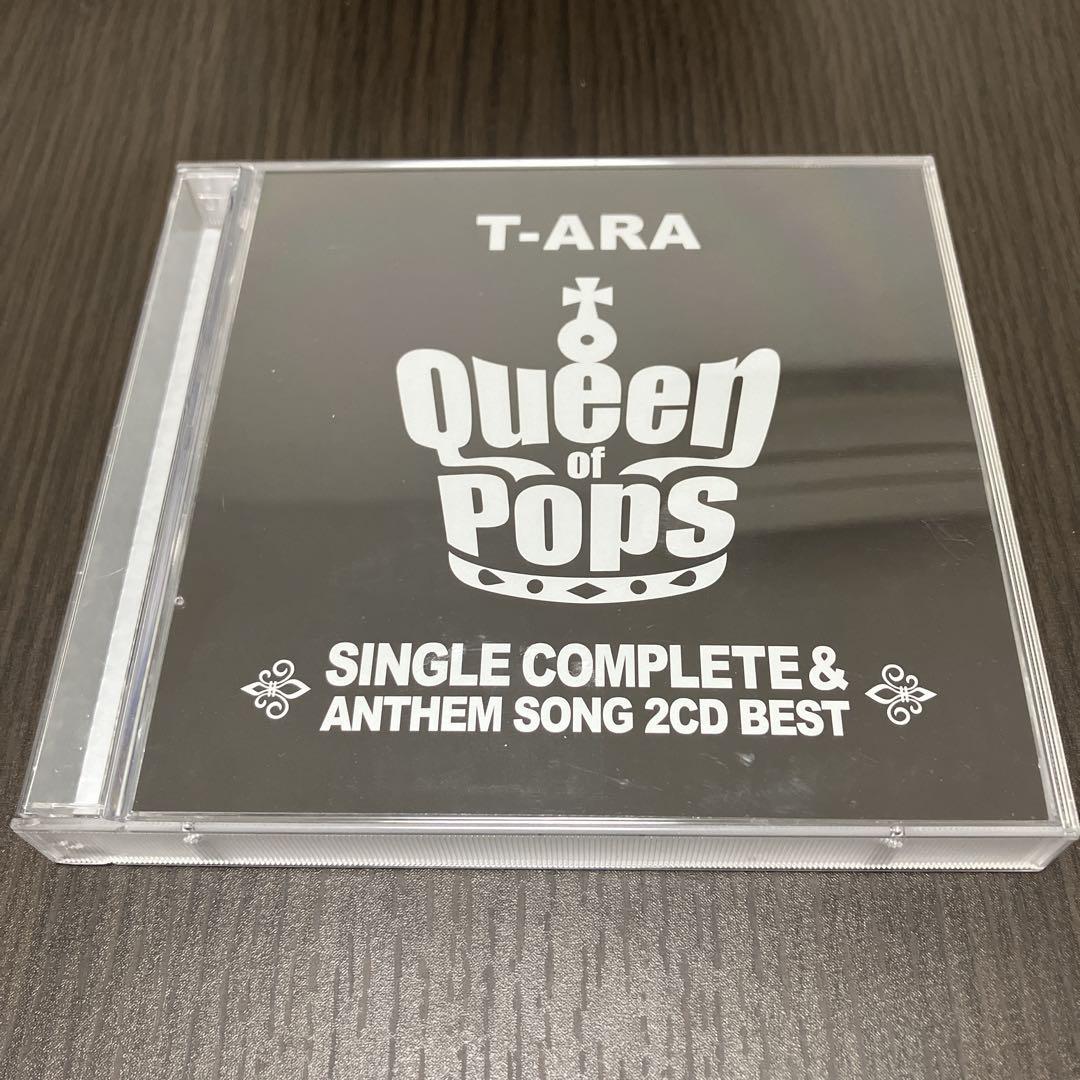 T-ARA
Queen
of
Pops
SINGLE COMPLETE &
ANTHEM SONG 2CD BEST